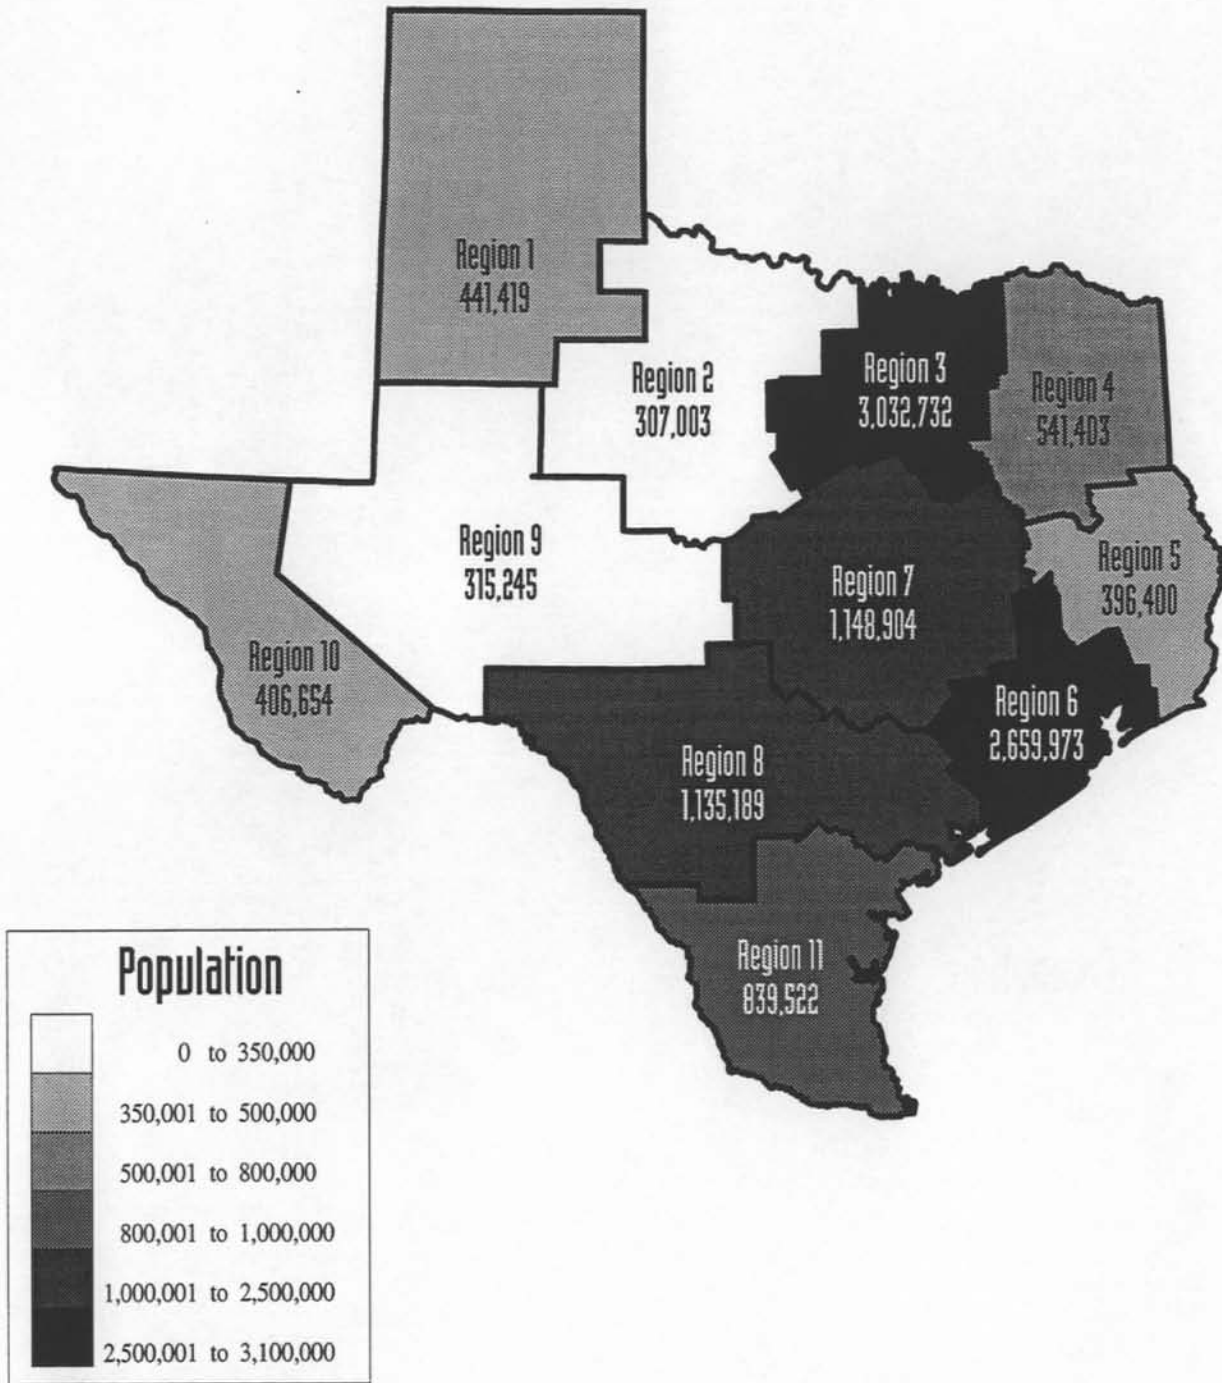 Region 1
441,419
Region 2
307,003
Region 3
3,032,732
Region 4
541,403
Region 9
315,245
Region 7
1,148,904
Region 5
396,400
Region 10
406,654
Region 6
2,659,973
Region 8
1,135,189
Region 11
839,522
Population
0 to 350,000
350,001 to 500,000
500,001 to 800,000
800,001 to 1,000,000
1,000,001 to 2,500,000
2,500,001 to 3,100,000